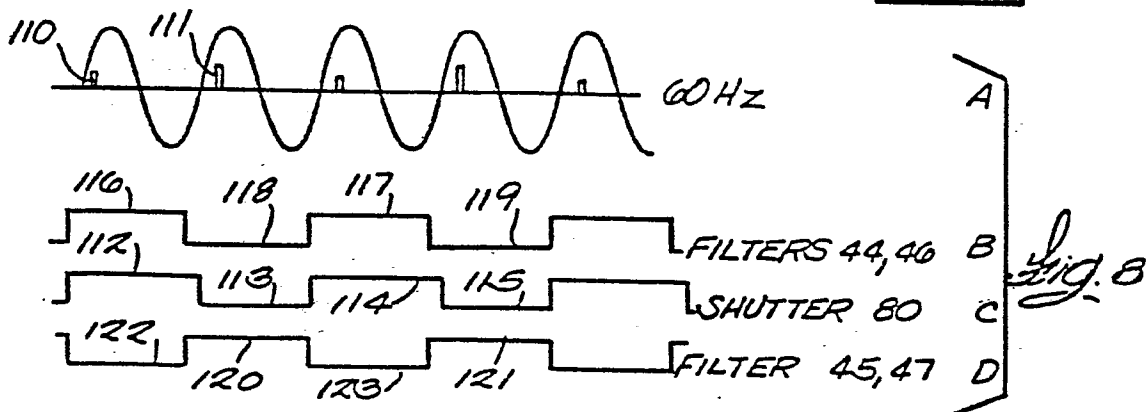 110 111
60 Hz A
116 118 117 119
FILTERS 44,46 B
112 113 114 115
SHUTTER 80 C
122 120 123 121
FILTER 45,47 D
Fig. 8